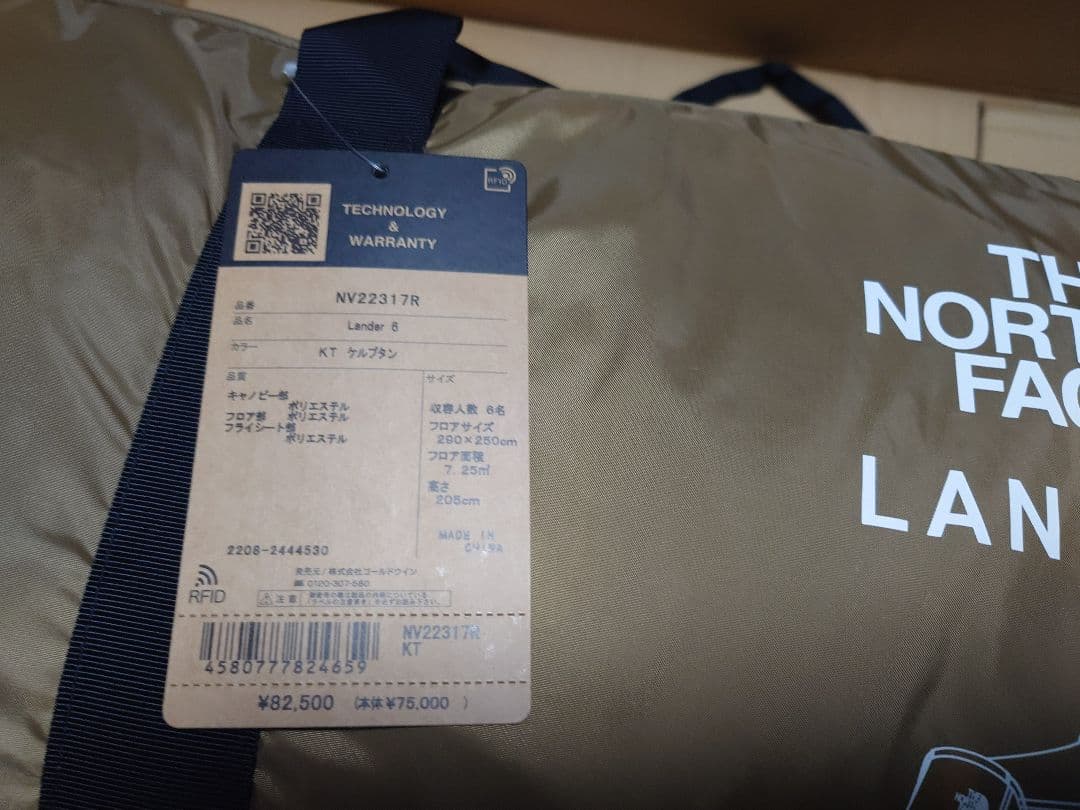 RFID
TECHNOLOGY
&
WARRANTY
品番 NV22317R
品名 Lander 6
カラー KT ケルプタン
品質
キャノピー部
ポリエステル
フロア部 ポリエステル
フライシート部
ポリエステル
サイズ
収容人数 6名
フロアサイズ
290×250cm
フロア面積
7.25㎡
高さ
205cm
MADE IN
CHINA
2208-2444530
発売元/株式会社ゴールドウイン
0120-307-560
RFID
注意
NV22317R
KT
4580777824659
¥82,500 (本体¥75,000 )
TH
NORT
FAC
LAN